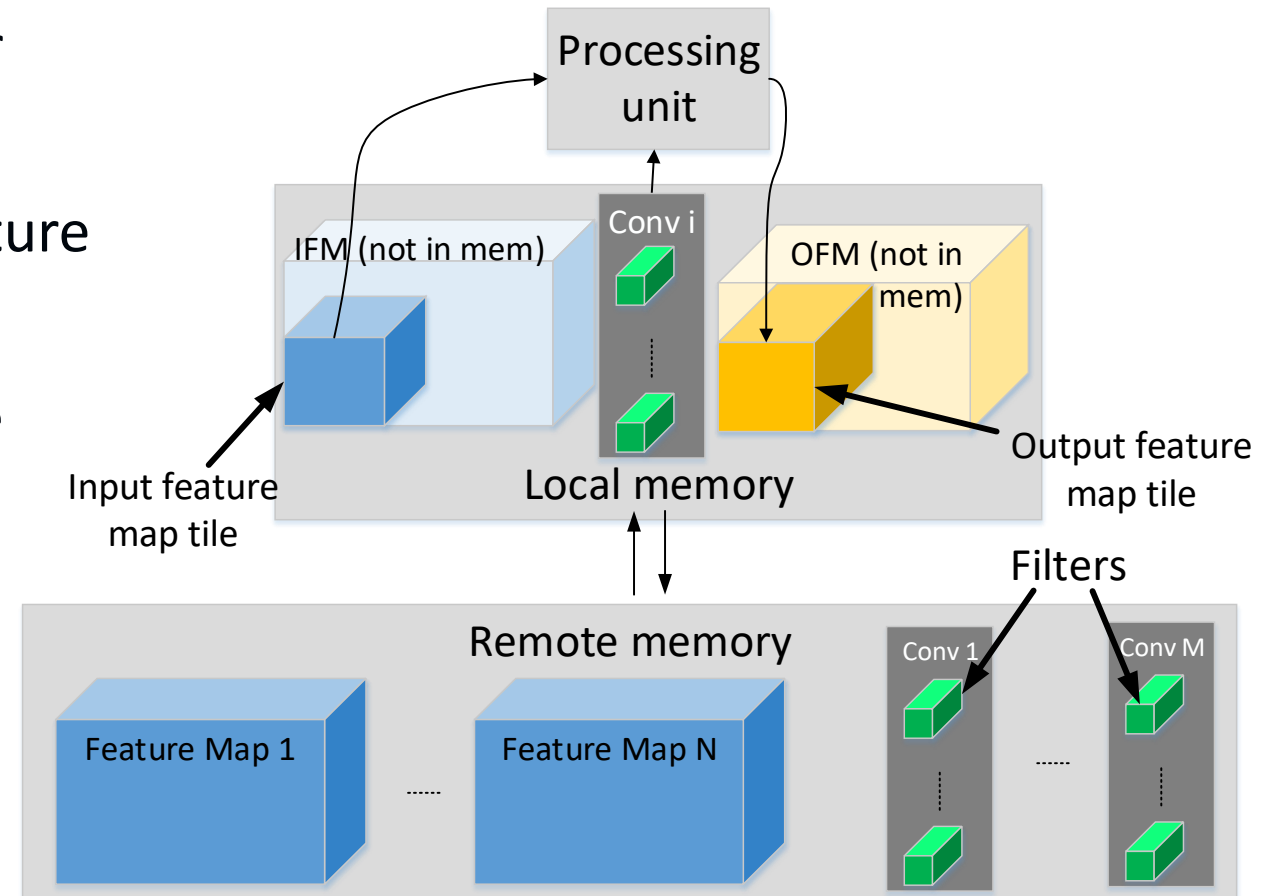 Processing
unit
ture
IFM (not in mem)
Conv i
OFM (not in
mem)
Input feature
map tile
Local memory
Output feature
map tile
Filters
Remote memory
Conv 1
Conv M
Feature Map 1
......
Feature Map N
......